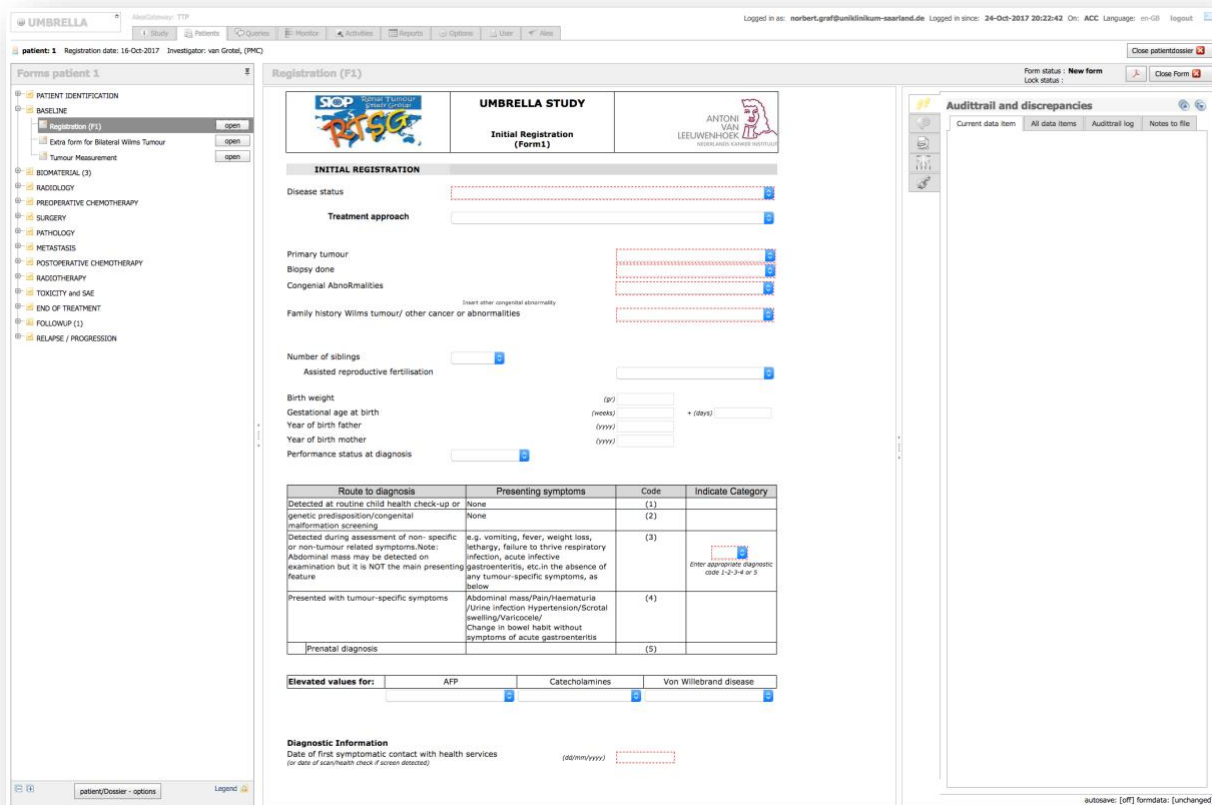 UMBRELLA
AleaGateway: TTP
Logged in as: norbert.graf@uniklinikum-saarland.de Logged in since: 24-Oct-2017 20:22:42 On: ACC Language: en-GB logout
Study Patients Queries Monitor Activities Reports Options User Alea
patient: 1 Registration date: 16-Oct-2017 Investigator: van Grotel, (PMC)
Close patientdossier
Forms patient 1
PATIENT IDENTIFICATION
BASELINE
Registration (F1) open
Extra form for Bilateral Wilms Tumour open
Tumour Measurement open
BIOMATERIAL (3)
RADIOLOGY
PREOPERATIVE CHEMOTHERAPY
SURGERY
PATHOLOGY
METASTASIS
POSTOPERATIVE CHEMOTHERAPY
RADIOTHERAPY
TOXICITY and SAE
END OF TREATMENT
FOLLOWUP (1)
RELAPSE / PROGRESSION
patient/Dossier - options
Legend
Registration (F1)
Form status : New form
Lock status :
Close Form
SIOP Renal Tumour
Study Group
RTSG
UMBRELLA STUDY
Initial Registration
(Form1)
ANTONI
VAN
LEEUWENHOEK
NEDERLANDS KANKER INSTITUUT
INITIAL REGISTRATION
Disease status
Treatment approach
Primary tumour
Biopsy done
Congenial AbnoRmalities
Insert other congenital abnormality
Family history Wilms tumour/ other cancer or abnormalities
Number of siblings
Assisted reproductive fertilisation
Birth weight (gr)
Gestational age at birth (weeks) + (days)
Year of birth father (yyyy)
Year of birth mother (yyyy)
Performance status at diagnosis
Route to diagnosis Presenting symptoms Code Indicate Category
Detected at routine child health check-up or None (1)
genetic predisposition/congenital None (2)
malformation screening
Detected during assessment of non- specific e.g. vomiting, fever, weight loss, (3)
or non-tumour related symptoms.Note: lethargy, failure to thrive respiratory
Abdominal mass may be detected on infection, acute infective
examination but it is NOT the main presenting gastroenteritis, etc.in the absence of
feature any tumour-specific symptoms, as
below
Enter appropriate diagnostic
code 1-2-3-4 or 5
Presented with tumour-specific symptoms Abdominal mass/Pain/Haematuria (4)
/Urine infection Hypertension/Scrotal
swelling/Varicocele/
Change in bowel habit without
symptoms of acute gastroenteritis
Prenatal diagnosis (5)
Elevated values for: AFP Catecholamines Von Willebrand disease
Diagnostic Information
Date of first symptomatic contact with health services (dd/mm/yyyy)
(or date of scan/health check if screen detected)
Audittrail and discrepancies
Current data item All data items Audittrail log Notes to file
autosave: [off] formdata: [unchanged